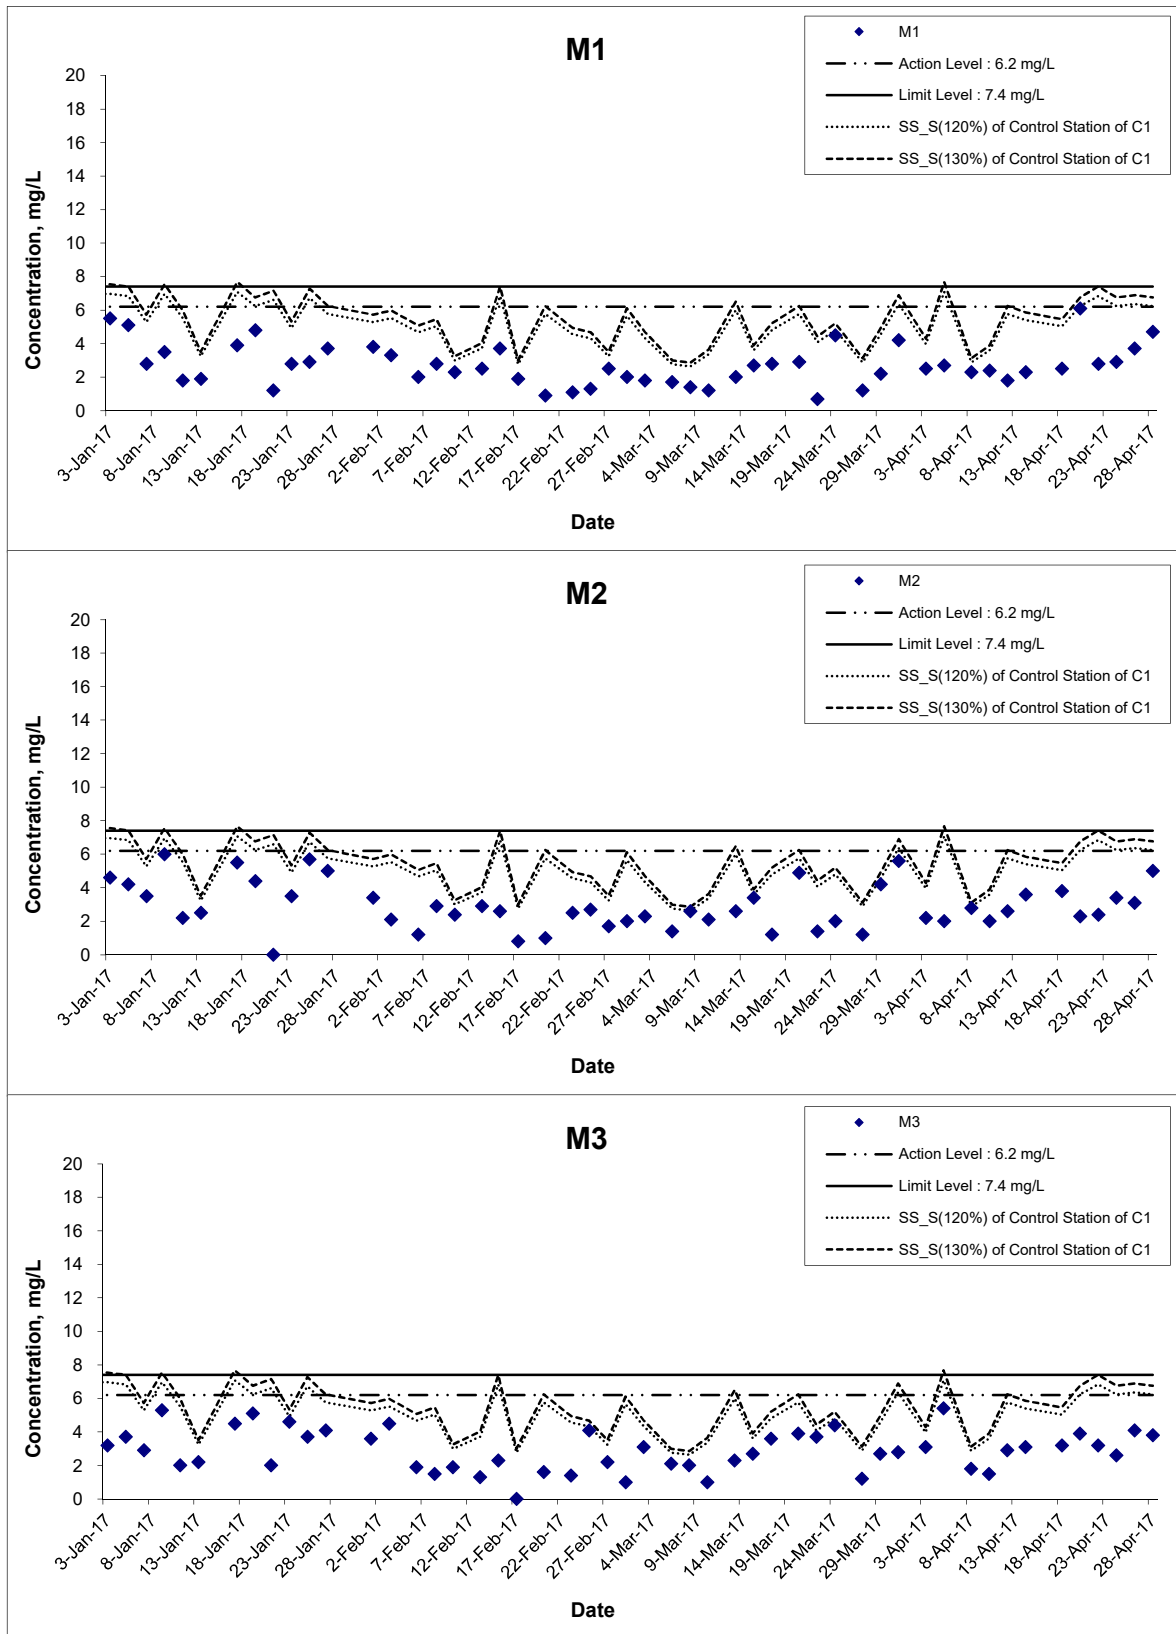 M1
M1
Action Level : 6.2 mg/L
Limit Level : 7.4 mg/L
SS_S(120%) of Control Station of C1
SS_S(130%) of Control Station of C1
Concentration, mg/L
20
18
16
14
12
10
8
6
4
2
0
3-Jan-17
8-Jan-17
13-Jan-17
18-Jan-17
23-Jan-17
28-Jan-17
2-Feb-17
7-Feb-17
12-Feb-17
17-Feb-17
22-Feb-17
27-Feb-17
4-Mar-17
9-Mar-17
14-Mar-17
19-Mar-17
24-Mar-17
29-Mar-17
3-Apr-17
8-Apr-17
13-Apr-17
18-Apr-17
23-Apr-17
28-Apr-17
Date
M2
M2
Action Level : 6.2 mg/L
Limit Level : 7.4 mg/L
SS_S(120%) of Control Station of C1
SS_S(130%) of Control Station of C1
Concentration, mg/L
20
18
16
14
12
10
8
6
4
2
0
3-Jan-17
8-Jan-17
13-Jan-17
18-Jan-17
23-Jan-17
28-Jan-17
2-Feb-17
7-Feb-17
12-Feb-17
17-Feb-17
22-Feb-17
27-Feb-17
4-Mar-17
9-Mar-17
14-Mar-17
19-Mar-17
24-Mar-17
29-Mar-17
3-Apr-17
8-Apr-17
13-Apr-17
18-Apr-17
23-Apr-17
28-Apr-17
Date
M3
M3
Action Level : 6.2 mg/L
Limit Level : 7.4 mg/L
SS_S(120%) of Control Station of C1
SS_S(130%) of Control Station of C1
Concentration, mg/L
20
18
16
14
12
10
8
6
4
2
0
3-Jan-17
8-Jan-17
13-Jan-17
18-Jan-17
23-Jan-17
28-Jan-17
2-Feb-17
7-Feb-17
12-Feb-17
17-Feb-17
22-Feb-17
27-Feb-17
4-Mar-17
9-Mar-17
14-Mar-17
19-Mar-17
24-Mar-17
29-Mar-17
3-Apr-17
8-Apr-17
13-Apr-17
18-Apr-17
23-Apr-17
28-Apr-17
Date